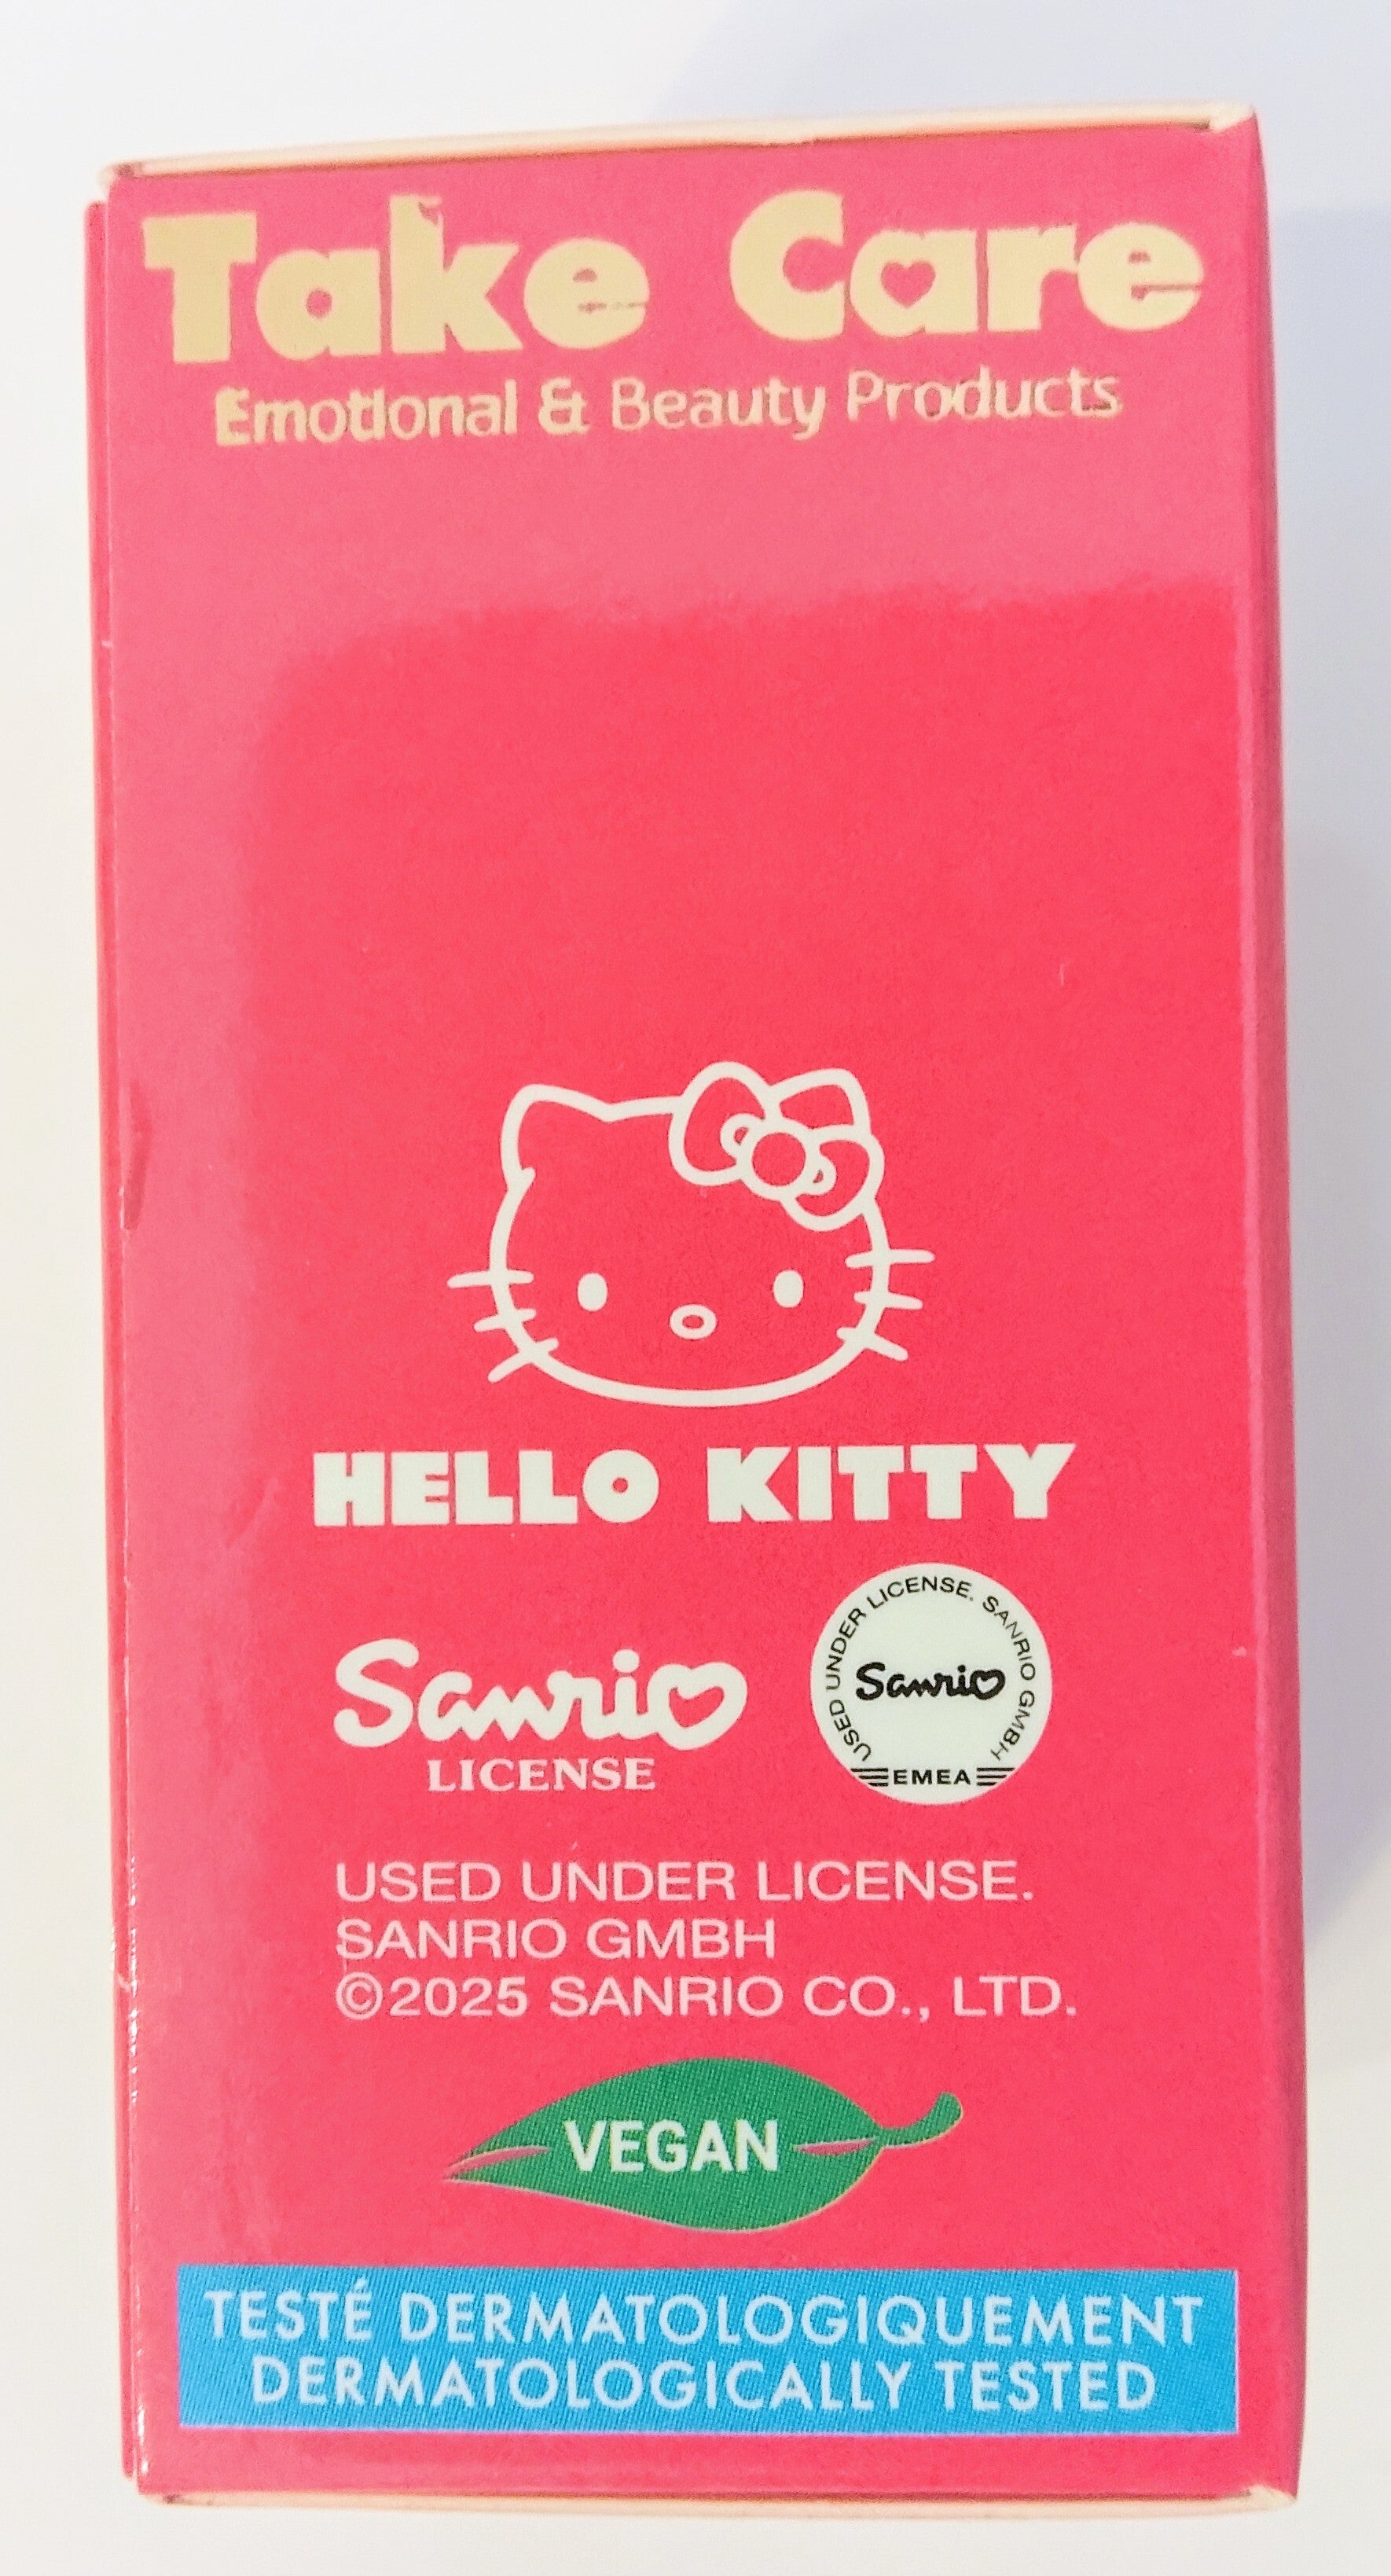 Take Care
Emotional & Beauty Products
HELLO KITTY
Sanrio
LICENSE
USED UNDER LICENSE. SANRIO GMBH
Sanrio
EMEA
USED UNDER LICENSE.
SANRIO GMBH
©2025 SANRIO CO., LTD.
VEGAN
TESTÉ DERMATOLOGIQUEMENT
DERMATOLOGICALLY TESTED